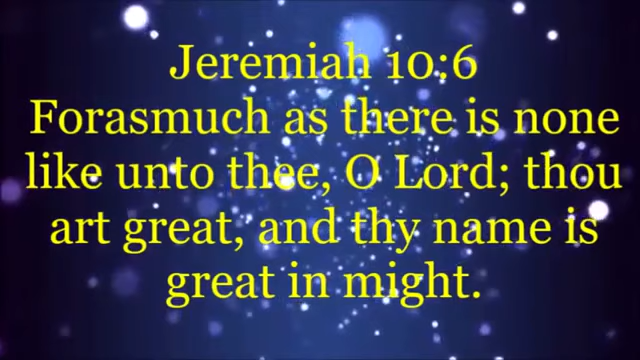 Jeremiah 10:6
Forasmuch as there is none
like unto thee, O Lord; thou
art great, and thy name is
great in might.